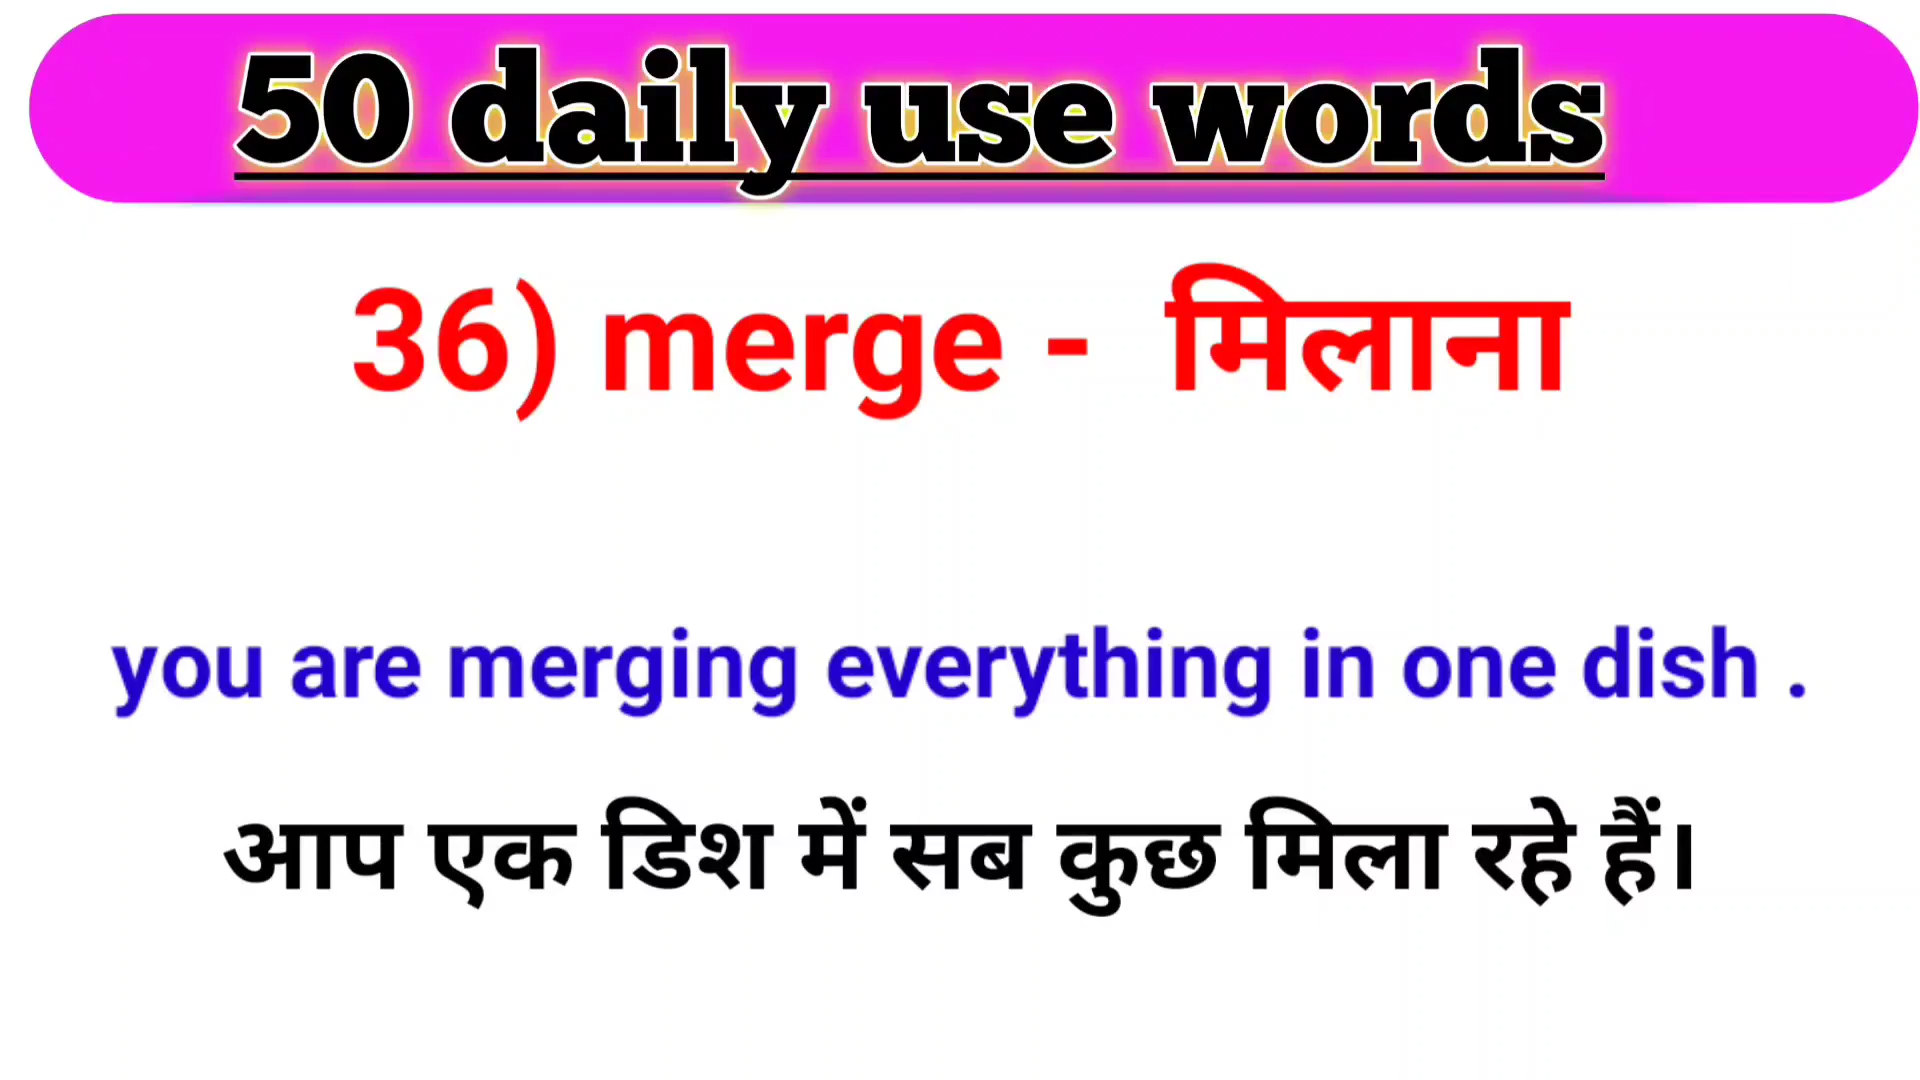 50 daily use words
36) merge - मिलाना
you are merging everything in one dish .
आप एक डिश में सब कुछ मिला रहे हैं।